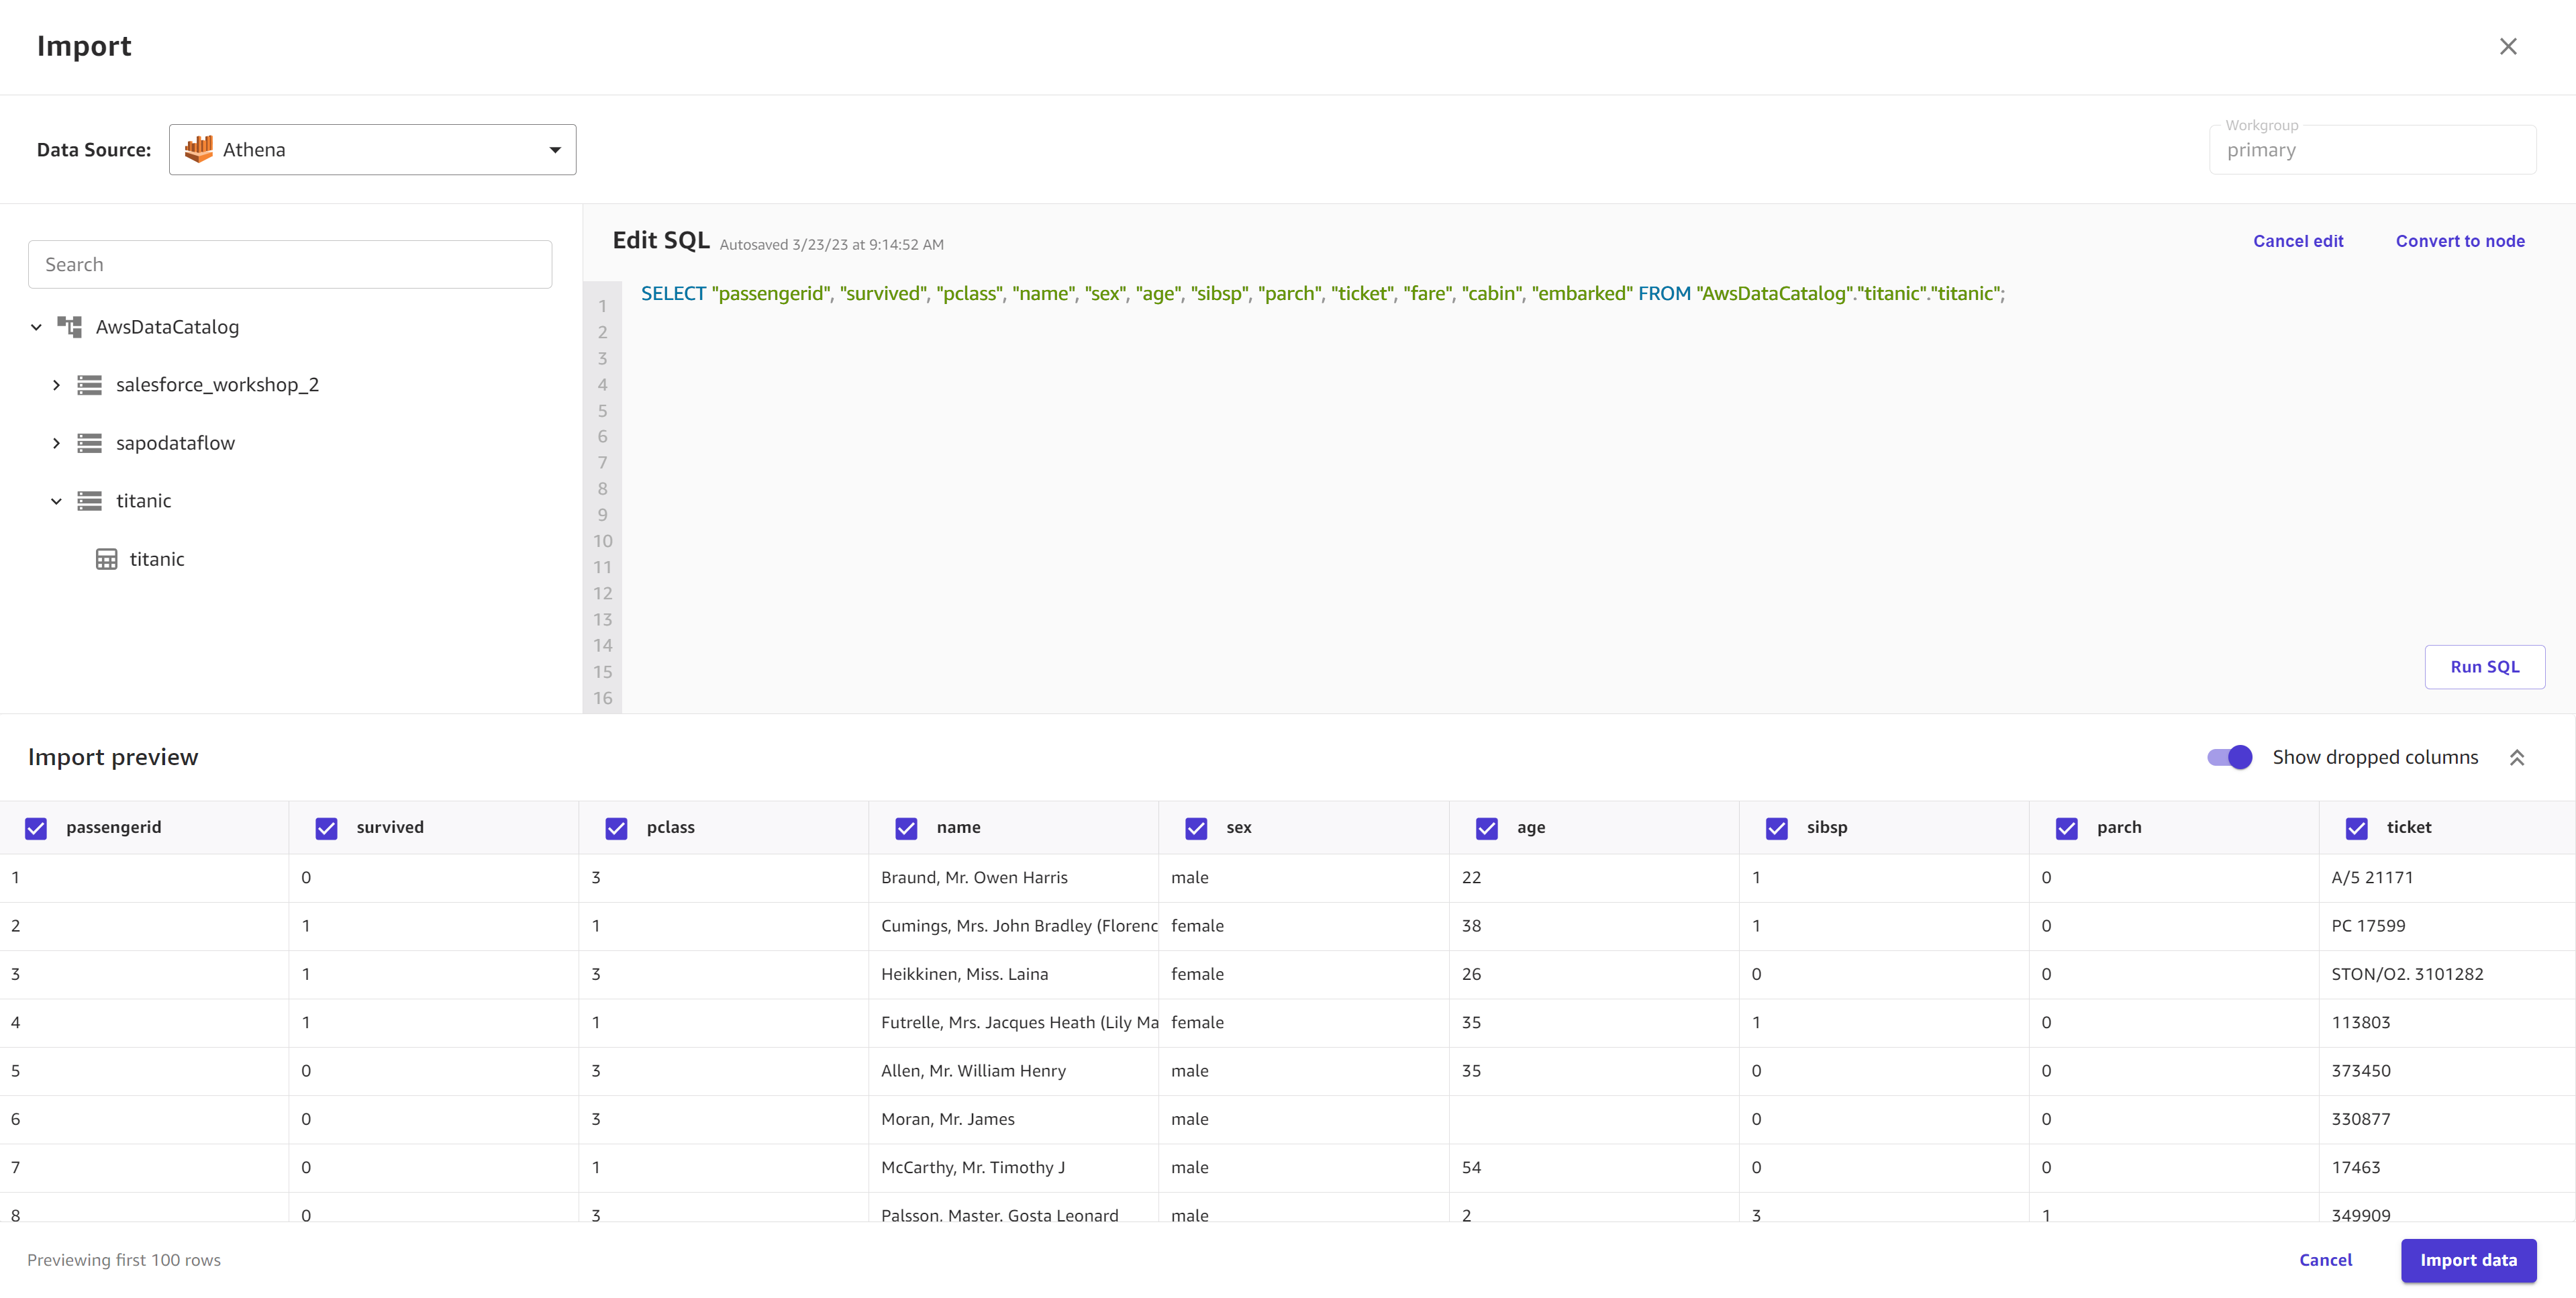 Import
Data Source: Athena
Workgroup
primary
Search
AwsDataCatalog
salesforce_workshop_2
sapodataflow
titanic
titanic
Edit SQL Autosaved 3/23/23 at 9:14:52 AM Cancel edit Convert to node
1 SELECT "passengerid", "survived", "pclass", "name", "sex", "age", "sibsp", "parch", "ticket", "fare", "cabin", "embarked" FROM "AwsDataCatalog"."titanic"."titanic";
2
3
4
5
6
7
8
9
10
11
12
13
14
15
16
Run SQL
Import preview Show dropped columns
passengerid survived pclass name sex age sibsp parch ticket
1 0 3 Braund, Mr. Owen Harris male 22 1 0 A/5 21171
2 1 1 Cumings, Mrs. John Bradley (Florenc female 38 1 0 PC 17599
3 1 3 Heikkinen, Miss. Laina female 26 0 0 STON/O2. 3101282
4 1 1 Futrelle, Mrs. Jacques Heath (Lily Ma female 35 1 0 113803
5 0 3 Allen, Mr. William Henry male 35 0 0 373450
6 0 3 Moran, Mr. James male 0 0 330877
7 0 1 McCarthy, Mr. Timothy J male 54 0 0 17463
8 0 3 Palsson, Master. Gosta Leonard male 2 3 1 349909
Previewing first 100 rows Cancel Import data